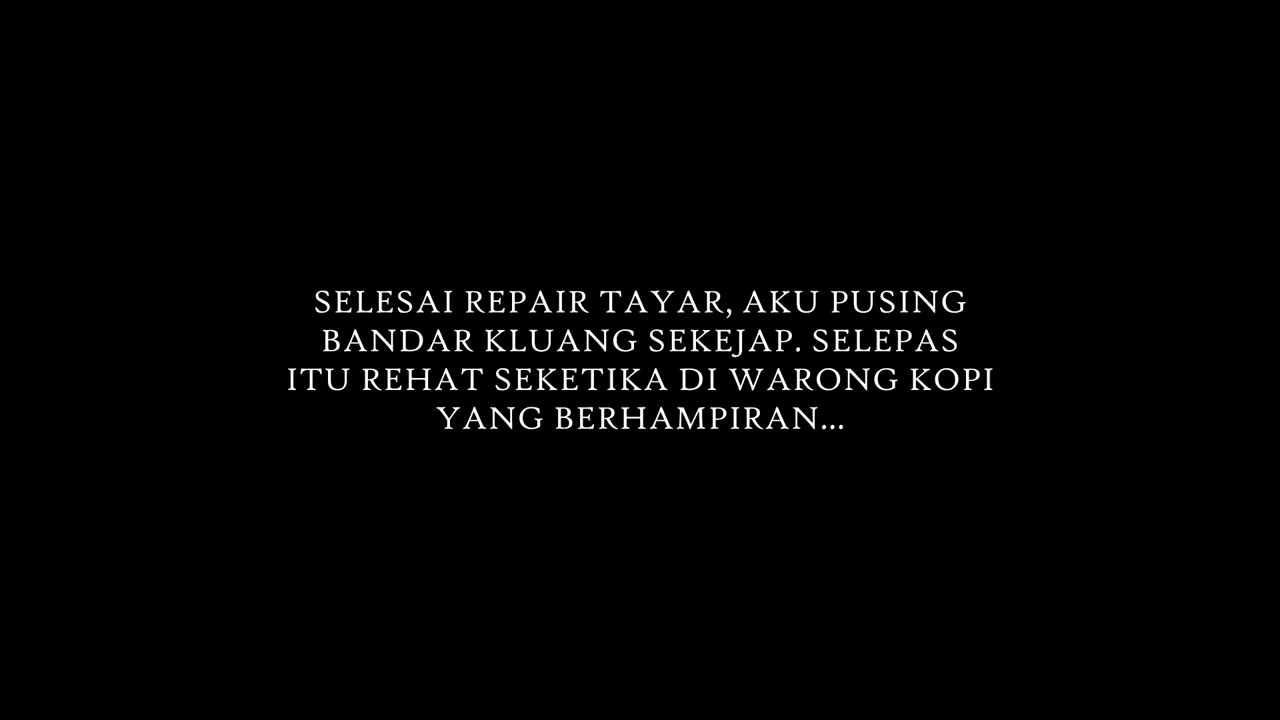 SELESAI REPAIR TAYAR, AKU PUSING
BANDAR KLUANG SEKEJAP. SELEPAS
ITU REHAT SEKETIKA DI WARONG KOPI
YANG BERHAMPIRAN...